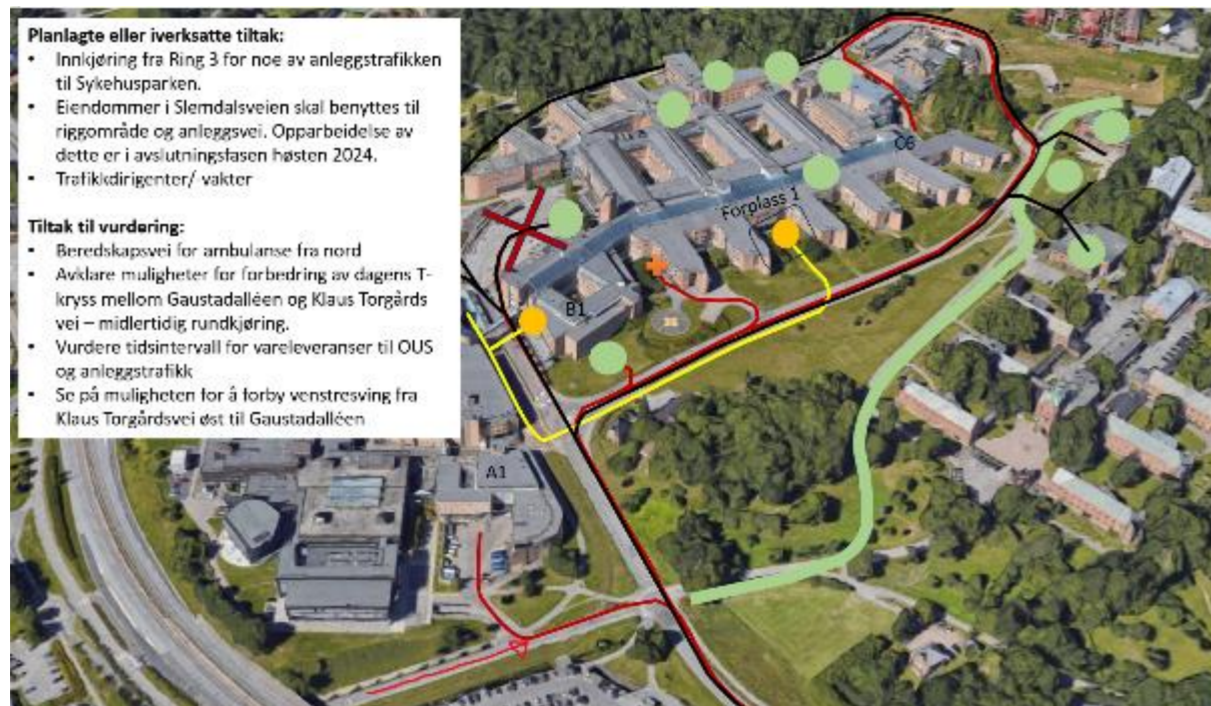 Planlagte eller iverksatte tiltak:
• Innkjøring fra Ring 3 for noe av anleggstrafikken
til Sykehusparken.
• Eiendommer i Slemdalsveien skal benyttes til
riggområde og anleggsvei. Opparbeidelse av
dette er i avslutningsfasen høsten 2024.
• Trafikkdirigenter/ vakter
Tiltak til vurdering:
• Beredskapsvei for ambulanse fra nord
• Avklare muligheter for forbedring av dagens T-
kryss mellom Gaustadalléen og Klaus Torgårds
vei – midlertidig rundkjøring.
• Vurdere tidsintervall for vareleveranser til OUS
og anleggstrafikk
• Se på muligheten for å forby venstresving fra
Klaus Torgårdsvei øst til Gaustadalléen
C6
Forplass 1
B1
A1